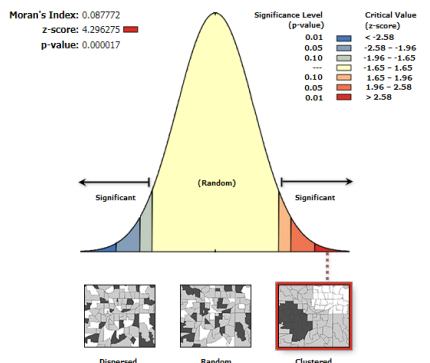 Moran's Index: 0.087772
z-score: 4.296275
p-value: 0.000017
Significance Level
(p-value)
Critical Value
(z-score)
0.01 < -2.58
0.05 -2.58 - -1.96
0.10 -1.96 - -1.65
--- -1.65 - 1.65
0.10 1.65 - 1.96
0.05 1.96 - 2.58
0.01 > 2.58
(Random)
Significant
Significant
Dispersed
Random
Clustered